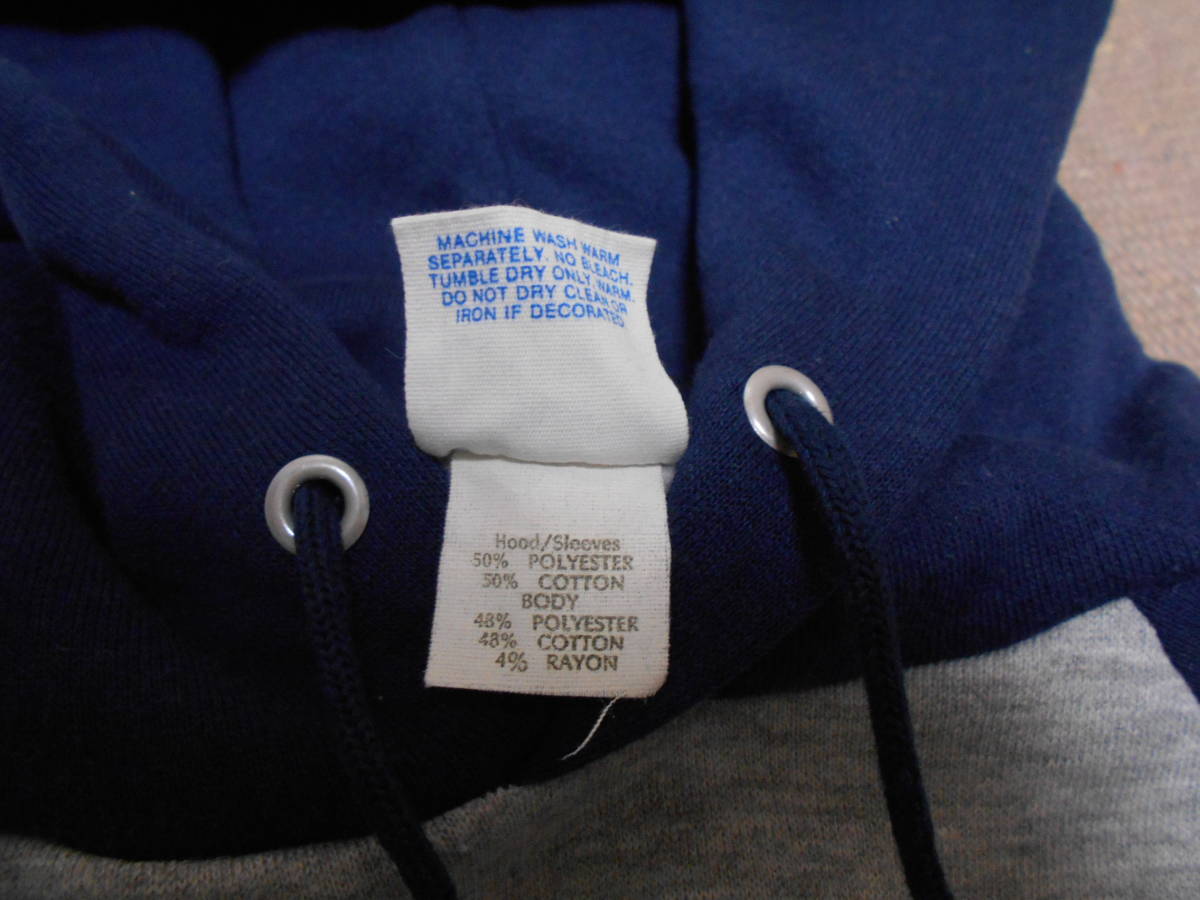 MACHINE WASH WARM
SEPARATELY. NO BLEACH.
TUMBLE DRY ONLY WARM.
DO NOT DRY CLEAN OR
IRON IF DECORATED
Hood/Sleeves
50% POLYESTER
50% COTTON
BODY
48% POLYESTER
48% COTTON
4% RAYON